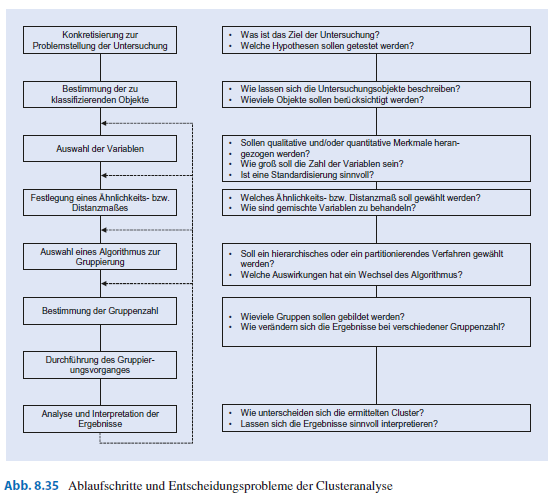 Konkretisierung zur
Problemstellung der Untersuchung
• Was ist das Ziel der Untersuchung?
• Welche Hypothesen sollen getestet werden?
Bestimmung der zu
klassifizierenden Objekte
• Wie lassen sich die Untersuchungsobjekte beschreiben?
• Wieviele Objekte sollen berücksichtigt werden?
Auswahl der Variablen
• Sollen qualitative und/oder quantitative Merkmale heran-
• gezogen werden?
• Wie groß soll die Zahl der Variablen sein?
• Ist eine Standardisierung sinnvoll?
Festlegung eines Ähnlichkeits- bzw.
Distanzmaßes
• Welches Ähnlichkeits- bzw. Distanzmaß soll gewählt werden?
• Wie sind gemischte Variablen zu behandeln?
Auswahl eines Algorithmus zur
Gruppierung
• Soll ein hierarchisches oder ein partitionierendes Verfahren gewählt
werden?
• Welche Auswirkungen hat ein Wechsel des Algorithmus?
Bestimmung der Gruppenzahl
• Wieviele Gruppen sollen gebildet werden?
• Wie verändern sich die Ergebnisse bei verschiedener Gruppenzahl?
Durchführung des Gruppier-
ungsvorganges
Analyse und Interpretation der
Ergebnisse
• Wie unterscheiden sich die ermittelten Cluster?
• Lassen sich die Ergebnisse sinnvoll interpretieren?
Abb. 8.35 Ablaufschritte und Entscheidungsprobleme der Clusteranalyse